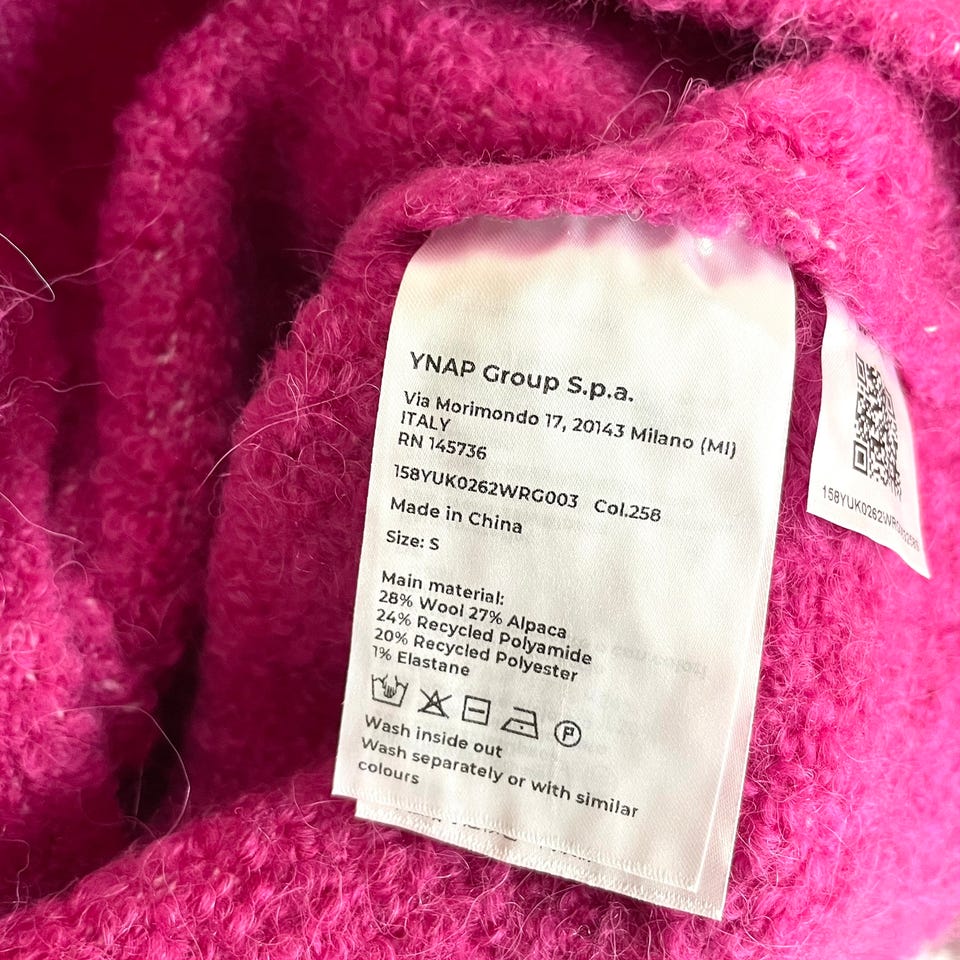 YNAP Group S.p.a.
Via Morimondo 17, 20143 Milano (MI)
ITALY
RN 145736
158YUK0262WRG003 Col.258
Made in China
Size: S
Main material:
28% Wool 27% Alpaca
24% Recycled Polyamide
20% Recycled Polyester
1% Elastane
P
Wash inside out
Wash separately or with similar
colours